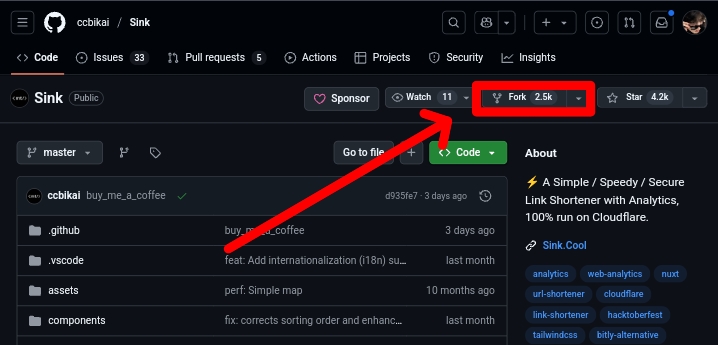 ccbikai / Sink
Code Issues 33 Pull requests 5 Actions Projects Security Insights
Sink Public Sponsor Watch 11 Fork 2.5k Star 4.2k
master Go to file Code
About
ccbikai buy_me_a_coffee d935fe7 · 3 days ago
⚡ A Simple / Speedy / Secure
Link Shortener with Analytics,
100% run on Cloudflare.
.github buy_me_a_coffee 3 days ago
.vscode feat: Add internationalization (i18n) su... last month
Sink.Cool
assets perf: Simple map 10 months ago
components fix: corrects sorting order and enhanc... last month
analytics web-analytics nuxt
url-shortener cloudflare
link-shortener hacktoberfest
tailwindcss bitly-alternative